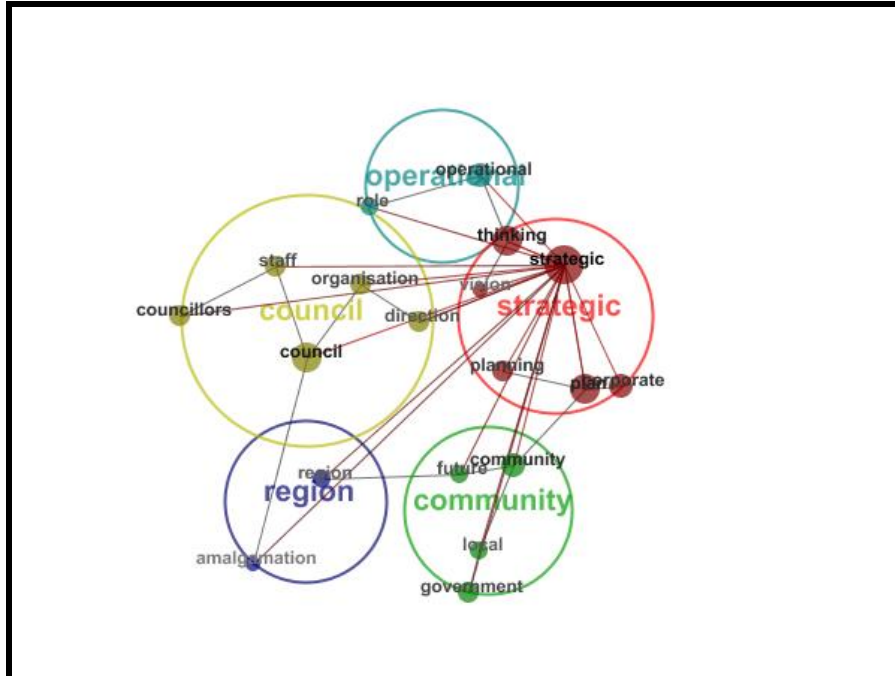 operational
operational
role
thinking
strategic
staff
organisation
vision
strategic
councillors
council
direction
council
planning
plan
corporate
region
region
future
community
community
amalgamation
local
government